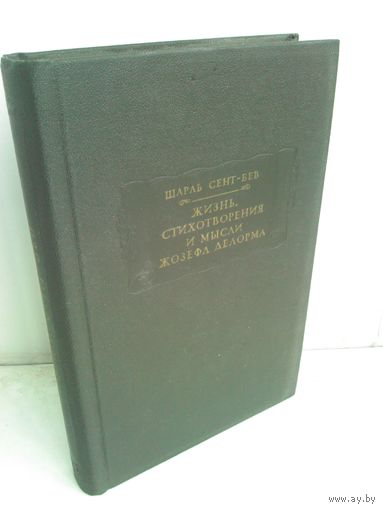 ШАРЛЬ СЕНТ-БЕВ
ЖИЗНЬ,
СТИХОТВОРЕНИЯ
И МЫСЛИ
ЖОЗЕФА ДЕЛОРМА
www.ay.by